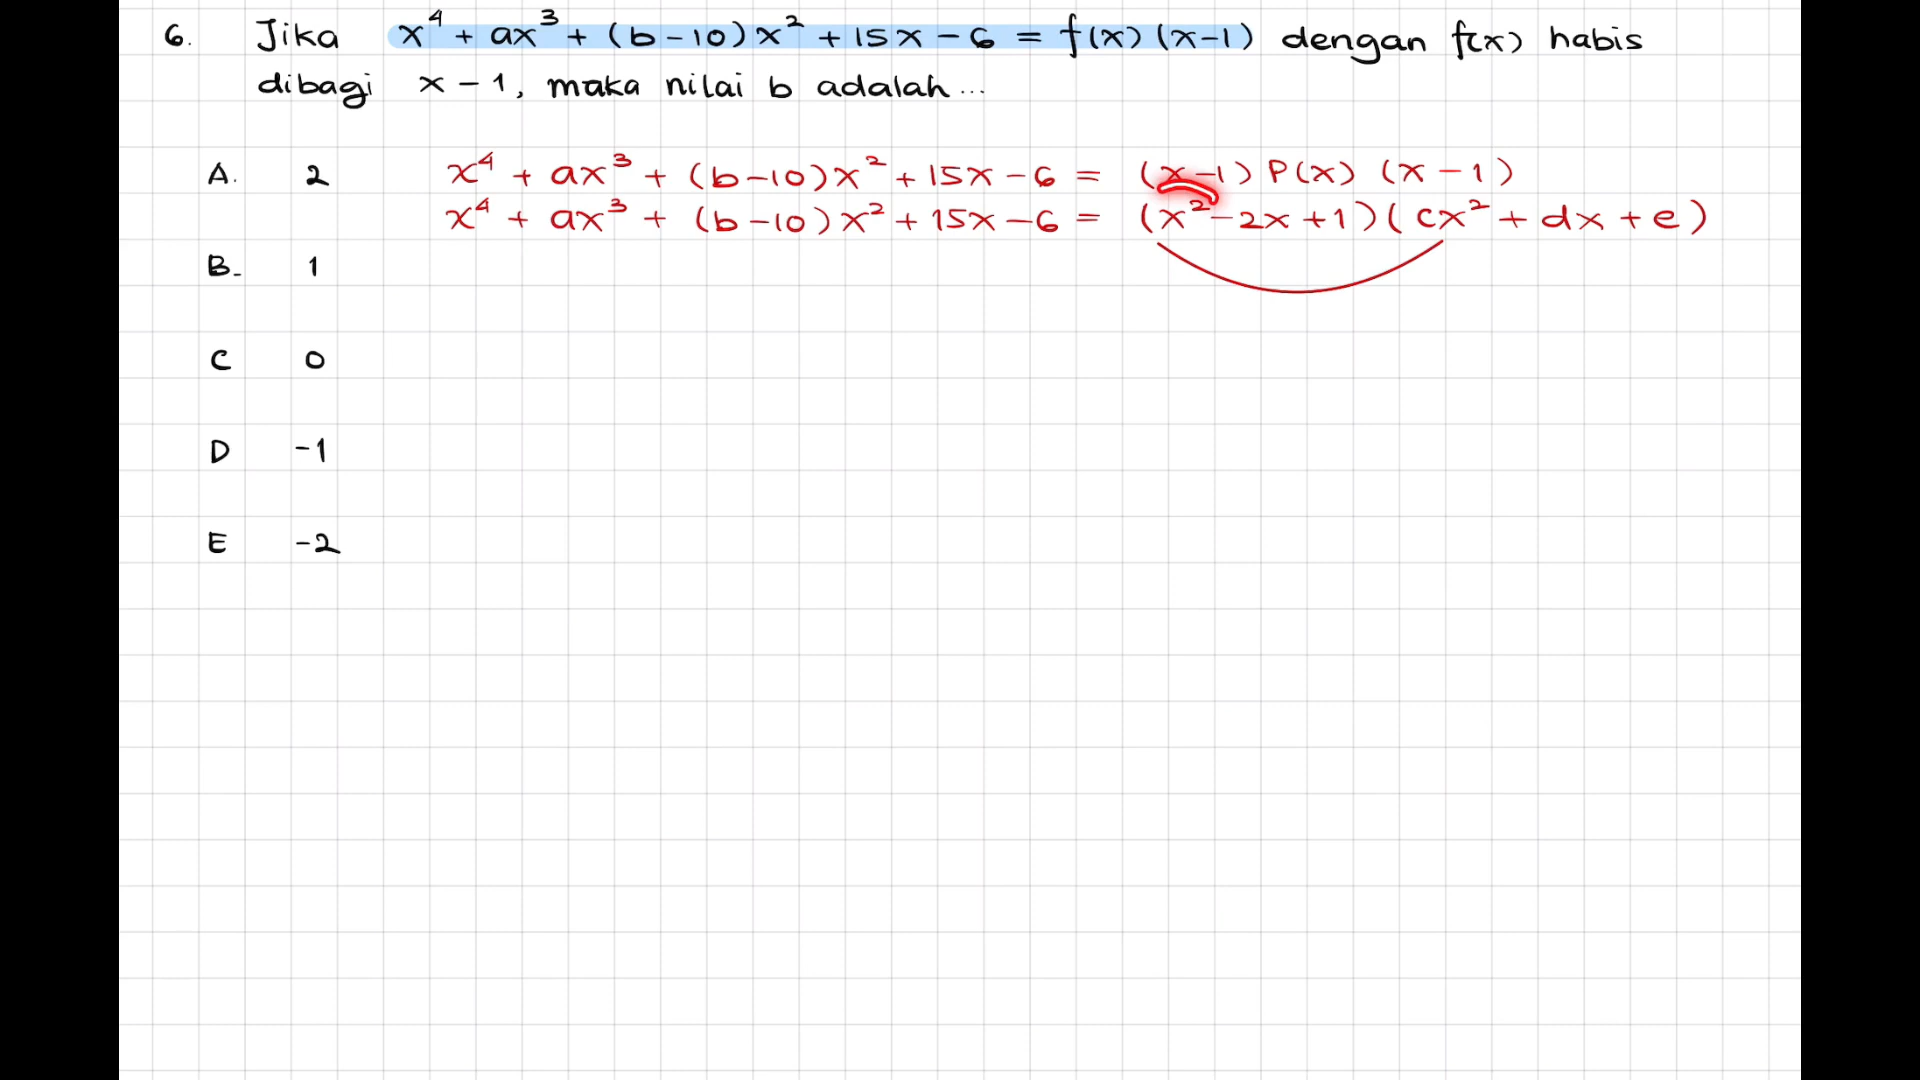 6. Jika x⁴ + ax³ + (b-10)x² + 15x - 6 = f(x)(x-1) dengan f(x) habis
dibagi x - 1, maka nilai b adalah...
A. 2
x⁴ + ax³ + (b-10)x² + 15x - 6 = (x-1) P(x) (x-1)
x⁴ + ax³ + (b-10)x² + 15x - 6 = (x² - 2x + 1)(cx² + dx + e)
B. 1
C 0
D -1
E -2